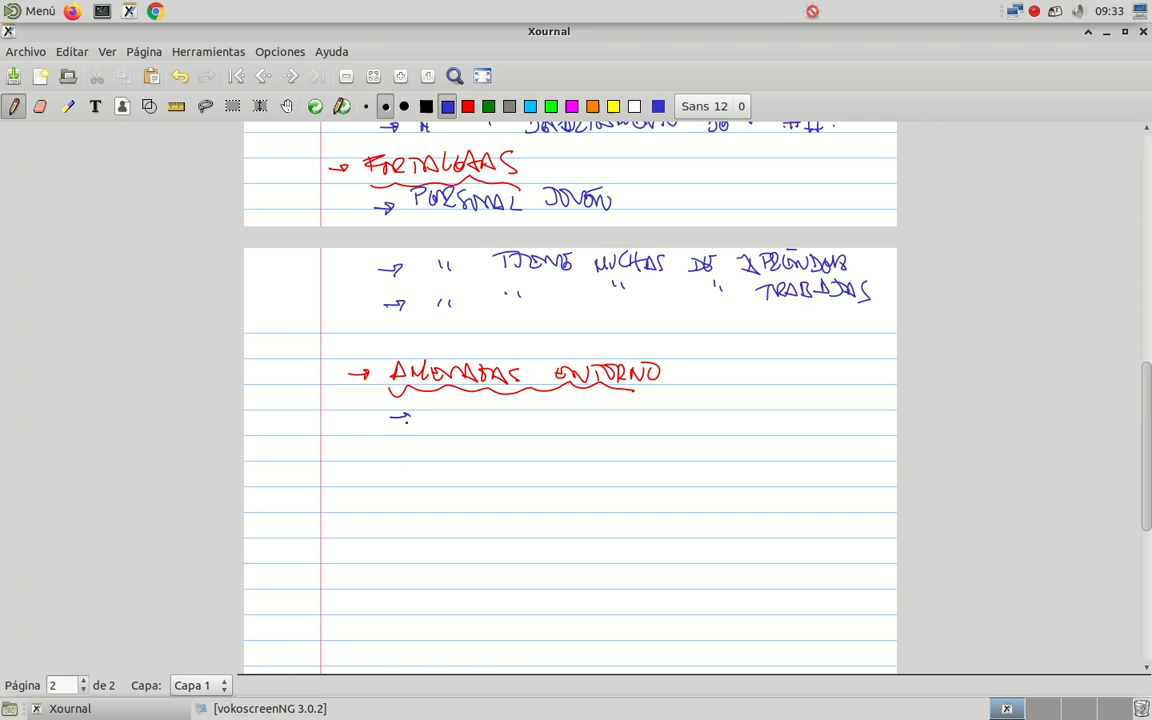 Menú 09:33
Xournal
Archivo Editar Ver Página Herramientas Opciones Ayuda
Sans 12 0
→ FORTALEZAS
→ PERSONAL JOVEN
→ " TIENE MUCHAS DE APRENDER
→ " " " " TRABAJAS
→ AMENAZAS ENTORNO
→
Página 2 de 2 Capa: Capa 1
Xournal [vokoscreenNG 3.0.2]